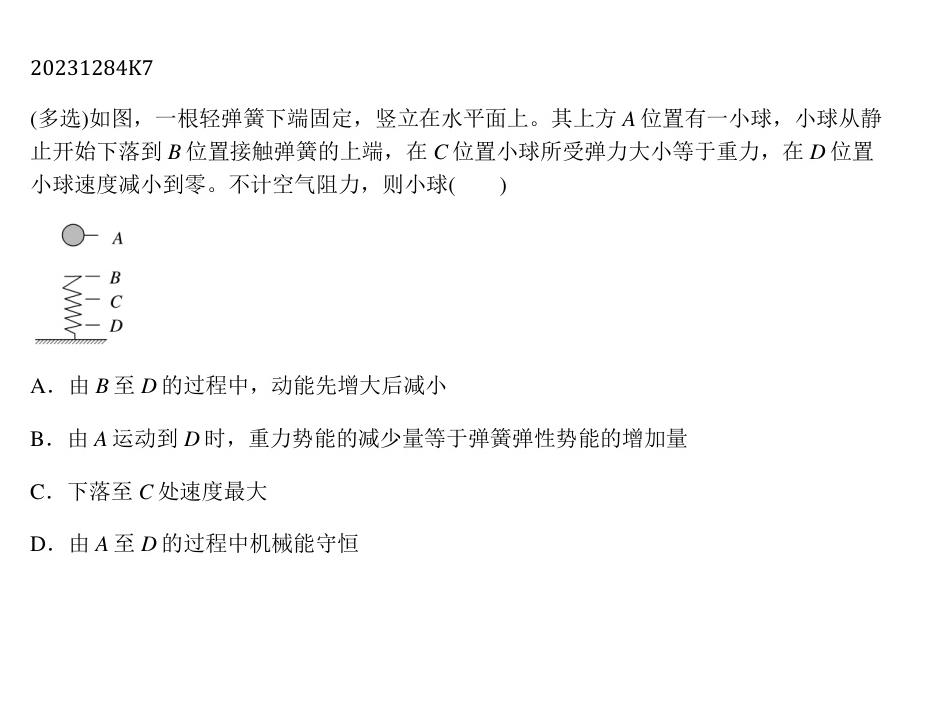 20231284K7
(多选)如图，一根轻弹簧下端固定，竖立在水平面上。其上方 A 位置有一小球，小球从静
止开始下落到 B 位置接触弹簧的上端，在 C 位置小球所受弹力大小等于重力，在 D 位置
小球速度减小到零。不计空气阻力，则小球(　　)
A
B
C
D
A．由 B 至 D 的过程中，动能先增大后减小
B．由 A 运动到 D 时，重力势能的减少量等于弹簧弹性势能的增加量
C．下落至 C 处速度最大
D．由 A 至 D 的过程中机械能守恒